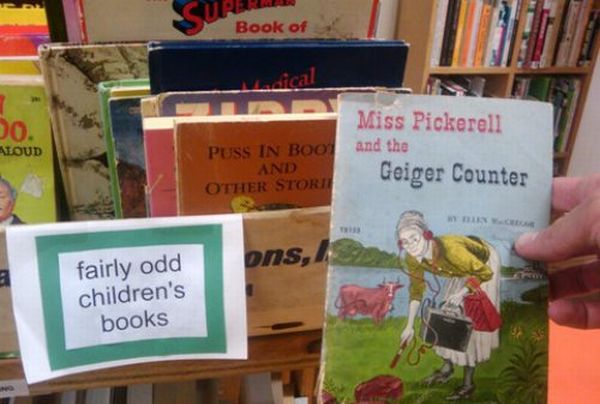 SUPERMAN
Book of
Magical
PUSS IN BOOT
AND
OTHER STORIE
ALOUD
ons, I
fairly odd
children's
books
Miss Pickerell
and the
Geiger Counter
BY ELLEN MacGREGOR